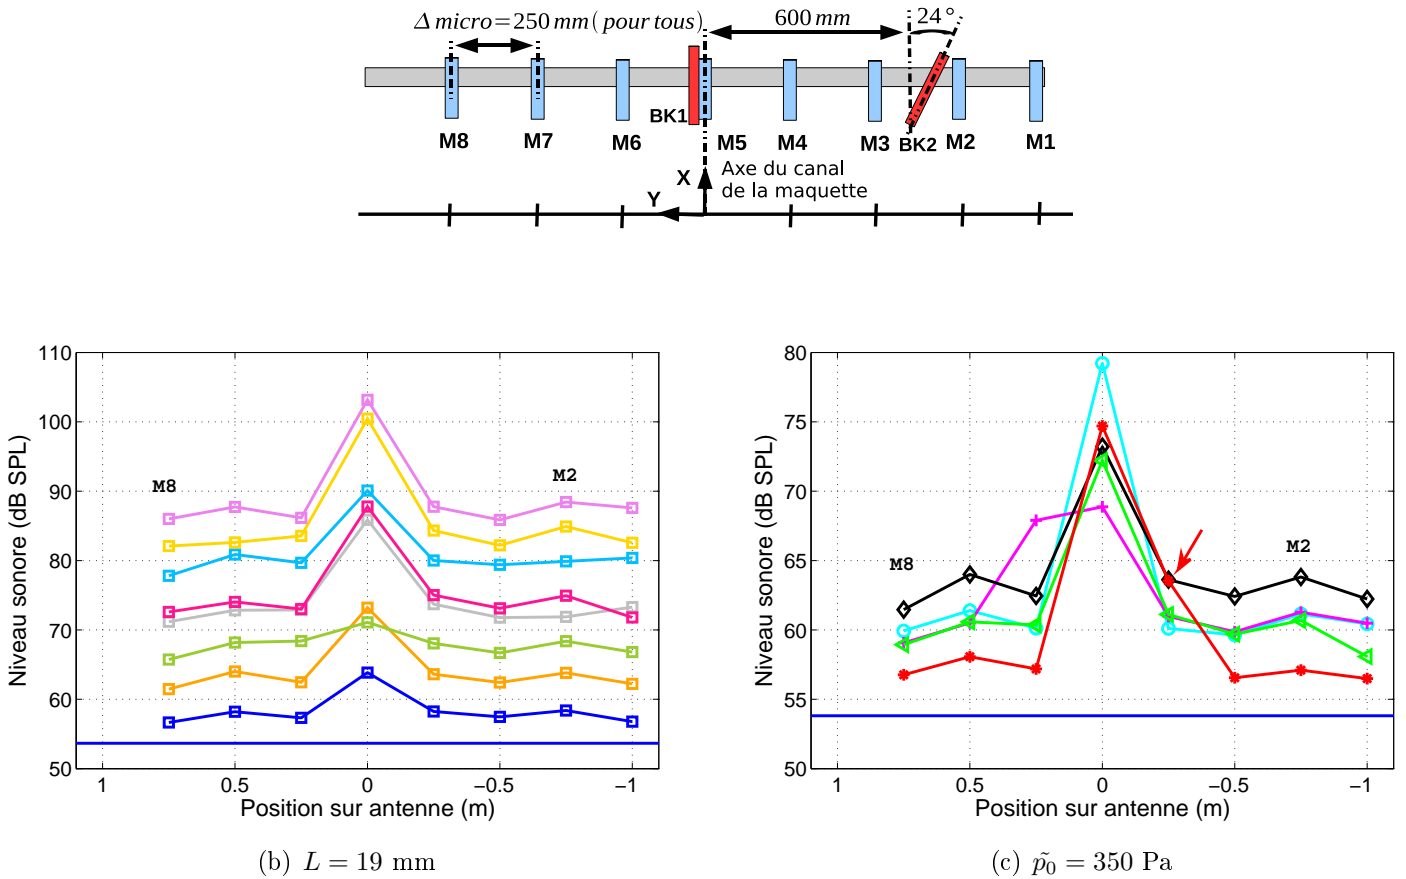 Δ micro=250 mm( pour tous)
600 mm
24°
BK1
M8 M7 M6 M5 M4 M3 BK2 M2 M1
X
Axe du canal
de la maquette
Y
110
100
90
80
70
60
50
Niveau sonore (dB SPL)
M8
M2
1 0.5 0 −0.5 −1
Position sur antenne (m)
(b) L = 19 mm
80
75
70
65
60
55
50
Niveau sonore (dB SPL)
M8
M2
1 0.5 0 −0.5 −1
Position sur antenne (m)
(c) p̃₀ = 350 Pa